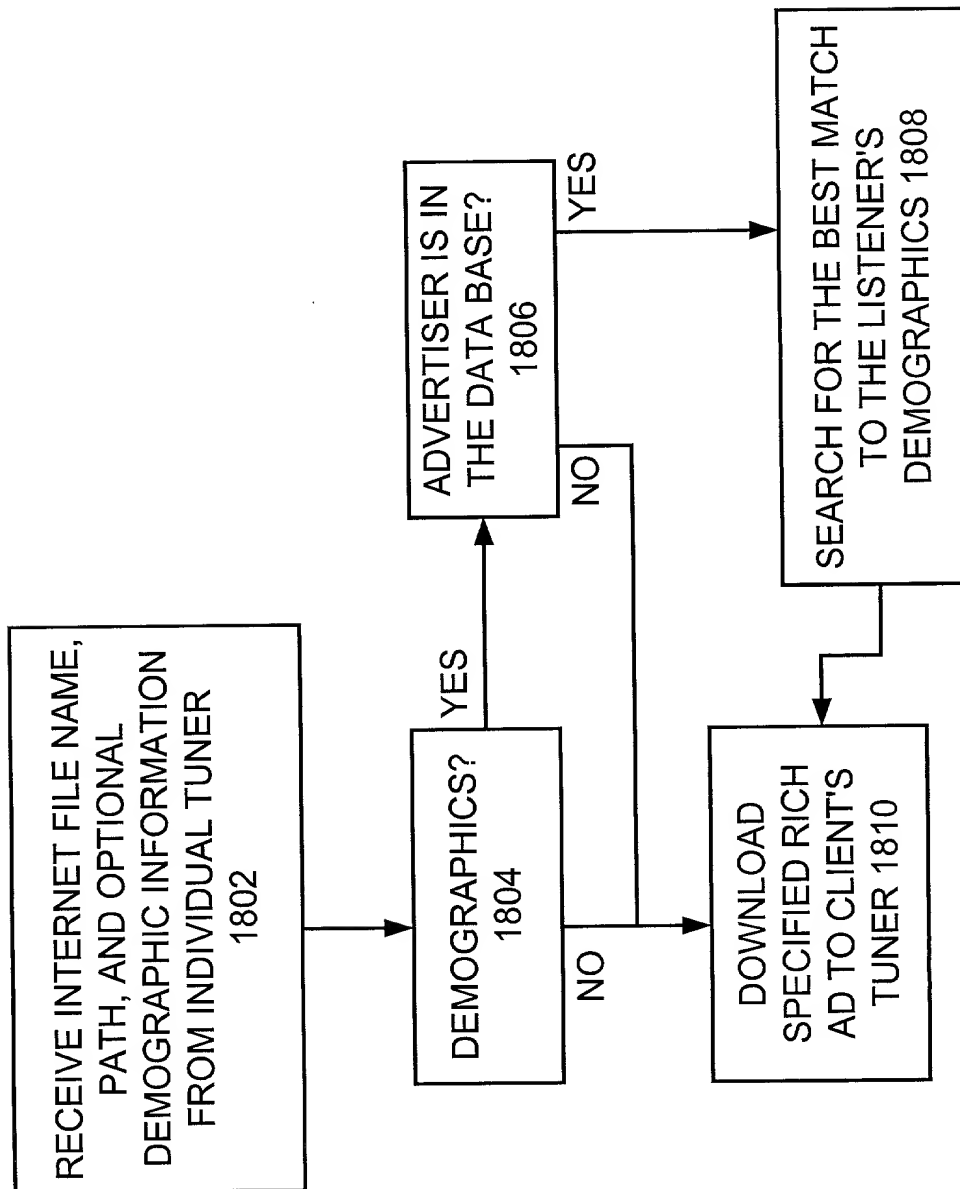 RECEIVE INTERNET FILE NAME,
PATH, AND OPTIONAL
DEMOGRAPHIC INFORMATION
FROM INDIVIDUAL TUNER
1802
DEMOGRAPHICS?
1804
YES
NO
ADVERTISER IS IN
THE DATA BASE?
1806
NO
YES
DOWNLOAD
SPECIFIED RICH
AD TO CLIENT'S
TUNER 1810
SEARCH FOR THE BEST MATCH
TO THE LISTENER'S
DEMOGRAPHICS 1808